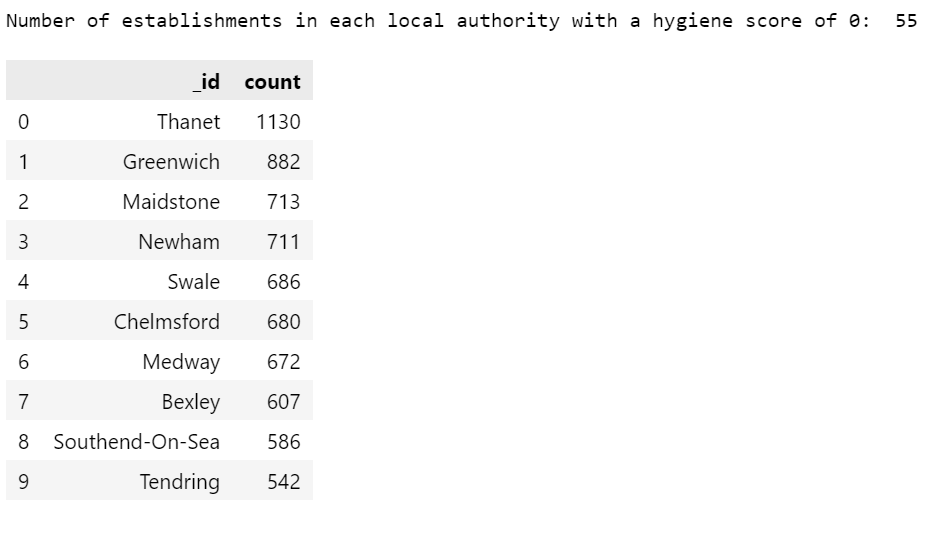 Number of establishments in each local authority with a hygiene score of 0:  55
_id count
0 Thanet 1130
1 Greenwich 882
2 Maidstone 713
3 Newham 711
4 Swale 686
5 Chelmsford 680
6 Medway 672
7 Bexley 607
8 Southend-On-Sea 586
9 Tendring 542